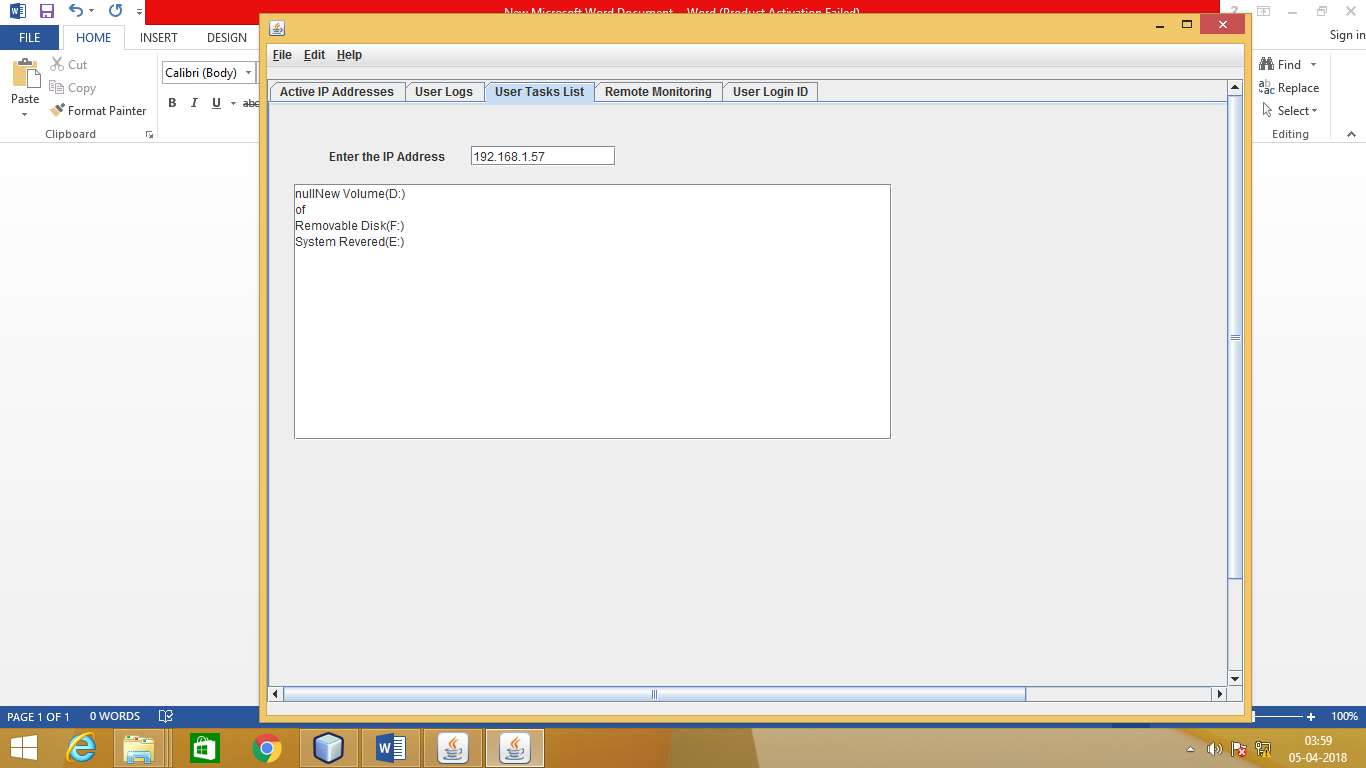 New Microsoft Word Document - Word (Product Activation Failed)
FILE HOME INSERT DESIGN
Sign in
Cut
Copy
Format Painter
Paste
Clipboard
Calibri (Body)
B I U abc
Find
Replace
Select
Editing
File Edit Help
Active IP Addresses User Logs User Tasks List Remote Monitoring User Login ID
Enter the IP Address 192.168.1.57
nullNew Volume(D:)
of
Removable Disk(F:)
System Revered(E:)
PAGE 1 OF 1 0 WORDS
100%
03:59
05-04-2018